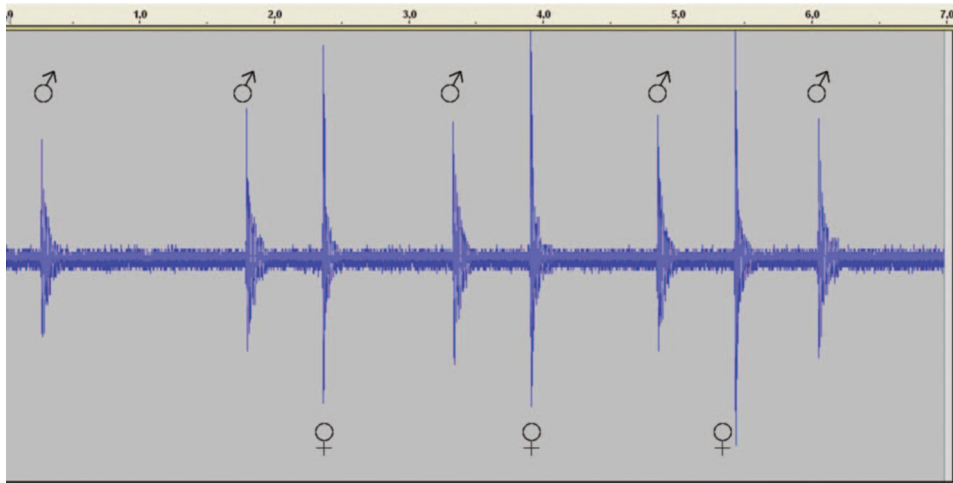 ,0 1,0 2,0 3,0 4,0 5,0 6,0 7,0
♂ ♂ ♂ ♂ ♂
♀ ♀ ♀